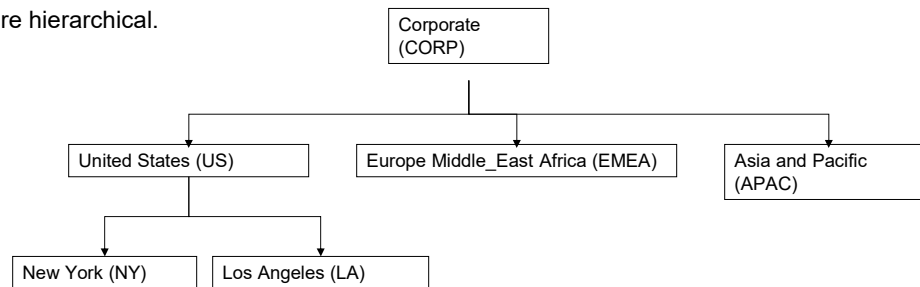 re hierarchical.
Corporate
(CORP)
United States (US)
Europe Middle_East Africa (EMEA)
Asia and Pacific
(APAC)
New York (NY)
Los Angeles (LA)